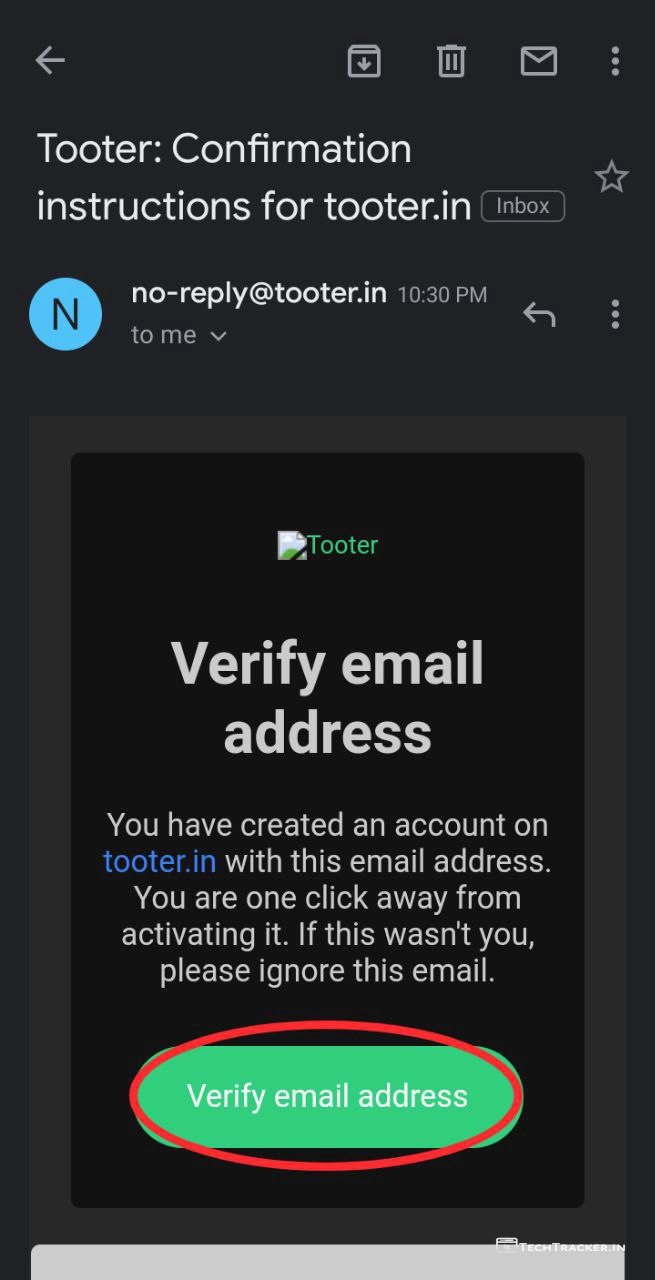 Tooter: Confirmation
instructions for tooter.in Inbox
N
no-reply@tooter.in 10:30 PM
to me
Tooter
Verify email
address
You have created an account on
tooter.in with this email address.
You are one click away from
activating it. If this wasn't you,
please ignore this email.
Verify email address
TECHTRACKER.IN